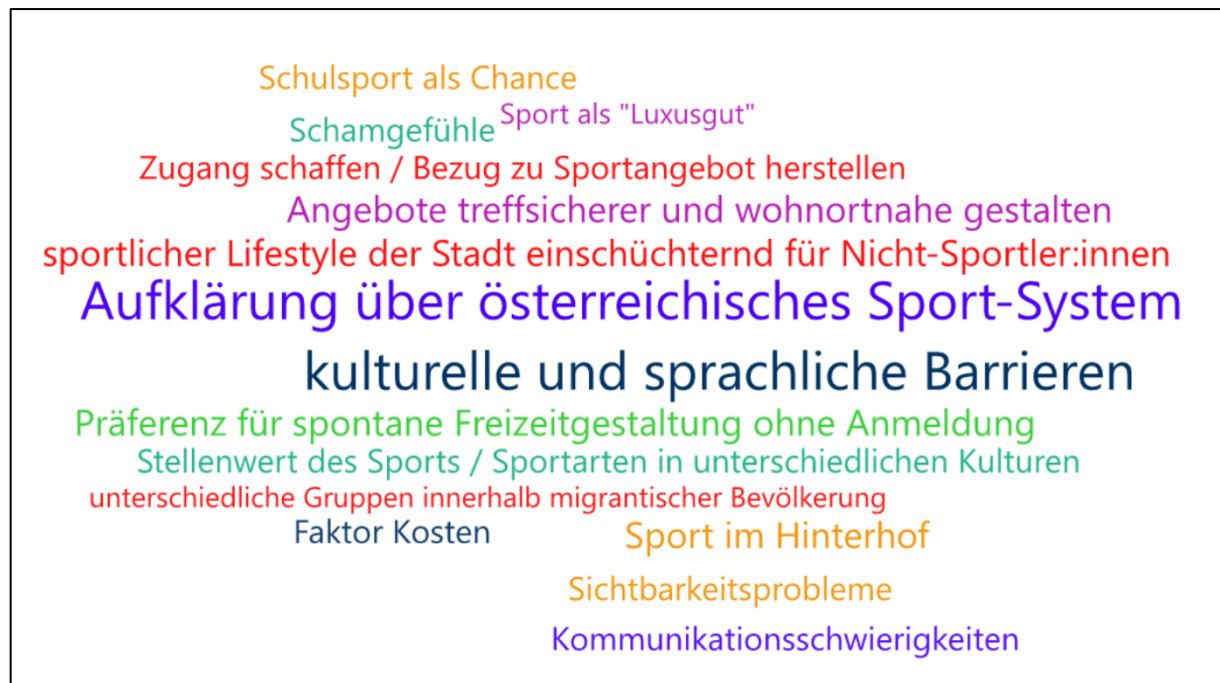 Schulsport als Chance
Sport als "Luxusgut"
Schamgefühle
Zugang schaffen / Bezug zu Sportangebot herstellen
Angebote treffsicherer und wohnortnahe gestalten
sportlicher Lifestyle der Stadt einschüchternd für Nicht-Sportler:innen
Aufklärung über österreichisches Sport-System
kulturelle und sprachliche Barrieren
Präferenz für spontane Freizeitgestaltung ohne Anmeldung
Stellenwert des Sports / Sportarten in unterschiedlichen Kulturen
unterschiedliche Gruppen innerhalb migrantischer Bevölkerung
Faktor Kosten
Sport im Hinterhof
Sichtbarkeitsprobleme
Kommunikationsschwierigkeiten